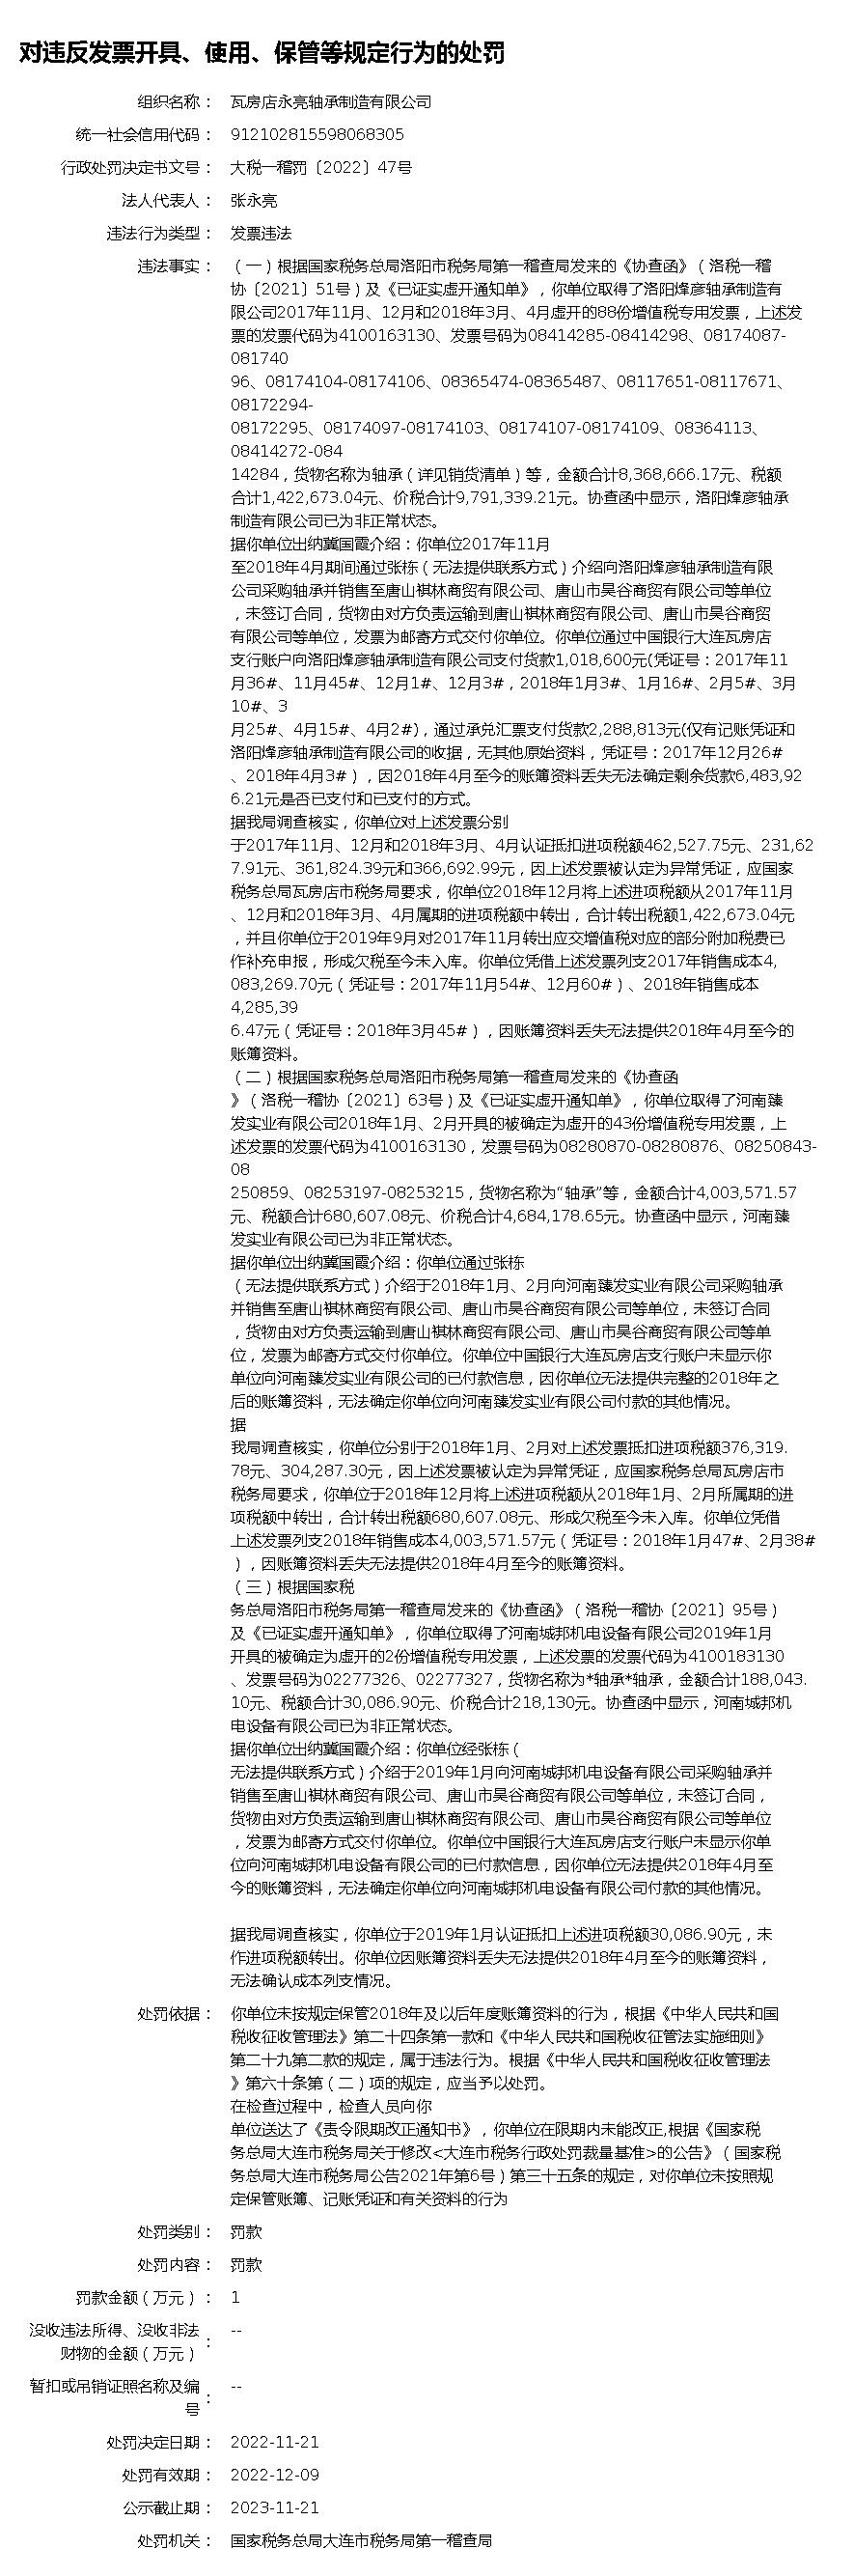 对违反发票开具、使用、保管等规定行为的处罚
组织名称： 瓦房店永亮轴承制造有限公司
统一社会信用代码： 912102815598068305
行政处罚决定书文号： 大税一稽罚〔2022〕47号
法人代表人： 张永亮
违法行为类型： 发票违法
违法事实： （一）根据国家税务总局洛阳市税务局第一稽查局发来的《协查函》（洛税一稽
协〔2021〕51号）及《已证实虚开通知单》，你单位取得了洛阳烽彦轴承制造有
限公司2017年11月、12月和2018年3月、4月虚开的88份增值税专用发票，上述发
票的发票代码为4100163130、发票号码为08414285-08414298、08174087-
081740
96、08174104-08174106、08365474-08365487、08117651-08117671、
08172294-
08172295、08174097-08174103、08174107-08174109、08364113、
08414272-084
14284，货物名称为轴承（详见销货清单）等，金额合计8,368,666.17元、税额
合计1,422,673.04元、价税合计9,791,339.21元。协查函中显示，洛阳烽彦轴承
制造有限公司已为非正常状态。
据你单位出纳冀国霞介绍：你单位2017年11月
至2018年4月期间通过张栋（无法提供联系方式）介绍向洛阳烽彦轴承制造有限
公司采购轴承并销售至唐山祺林商贸有限公司、唐山市昊谷商贸有限公司等单位
，未签订合同，货物由对方负责运输到唐山祺林商贸有限公司、唐山市昊谷商贸
有限公司等单位，发票为邮寄方式交付你单位。你单位通过中国银行大连瓦房店
支行账户向洛阳烽彦轴承制造有限公司支付货款1,018,600元(凭证号：2017年11
月36#、11月45#、12月1#、12月3#，2018年1月3#、1月16#、2月5#、3月
10#、3
月25#、4月15#、4月2#)，通过承兑汇票支付货款2,288,813元(仅有记账凭证和
洛阳烽彦轴承制造有限公司的收据，无其他原始资料，凭证号：2017年12月26#
、2018年4月3#），因2018年4月至今的账簿资料丢失无法确定剩余货款6,483,92
6.21元是否已支付和已支付的方式。
据我局调查核实，你单位对上述发票分别
于2017年11月、12月和2018年3月、4月认证抵扣进项税额462,527.75元、231,62
7.91元、361,824.39元和366,692.99元，因上述发票被认定为异常凭证，应国家
税务总局瓦房店市税务局要求，你单位2018年12月将上述进项税额从2017年11月
、12月和2018年3月、4月属期的进项税额中转出，合计转出税额1,422,673.04元
，并且你单位于2019年9月对2017年11月转出应交增值税对应的部分附加税费已
作补充申报，形成欠税至今未入库。你单位凭借上述发票列支2017年销售成本4,
083,269.70元（凭证号：2017年11月54#、12月60#）、2018年销售成本
4,285,39
6.47元（凭证号：2018年3月45#），因账簿资料丢失无法提供2018年4月至今的
账簿资料。
（二）根据国家税务总局洛阳市税务局第一稽查局发来的《协查函
》（洛税一稽协〔2021〕63号）及《已证实虚开通知单》，你单位取得了河南臻
发实业有限公司2018年1月、2月开具的被确定为虚开的43份增值税专用发票，上
述发票的发票代码为4100163130，发票号码为08280870-08280876、08250843-
08
250859、08253197-08253215，货物名称为“轴承”等，金额合计4,003,571.57
元、税额合计680,607.08元、价税合计4,684,178.65元。协查函中显示，河南臻
发实业有限公司已为非正常状态。
据你单位出纳冀国霞介绍：你单位通过张栋
（无法提供联系方式）介绍于2018年1月、2月向河南臻发实业有限公司采购轴承
并销售至唐山祺林商贸有限公司、唐山市昊谷商贸有限公司等单位，未签订合同
，货物由对方负责运输到唐山祺林商贸有限公司、唐山市昊谷商贸有限公司等单
位，发票为邮寄方式交付你单位。你单位中国银行大连瓦房店支行账户未显示你
单位向河南臻发实业有限公司的已付款信息，因你单位无法提供完整的2018年之
后的账簿资料，无法确定你单位向河南臻发实业有限公司付款的其他情况。
据
我局调查核实，你单位分别于2018年1月、2月对上述发票抵扣进项税额376,319.
78元、304,287.30元，因上述发票被认定为异常凭证，应国家税务总局瓦房店市
税务局要求，你单位于2018年12月将上述进项税额从2018年1月、2月所属期的进
项税额中转出，合计转出税额680,607.08元、形成欠税至今未入库。你单位凭借
上述发票列支2018年销售成本4,003,571.57元（凭证号：2018年1月47#、2月38#
），因账簿资料丢失无法提供2018年4月至今的账簿资料。
（三）根据国家税
务总局洛阳市税务局第一稽查局发来的《协查函》（洛税一稽协〔2021〕95号）
及《已证实虚开通知单》，你单位取得了河南城邦机电设备有限公司2019年1月
开具的被确定为虚开的2份增值税专用发票，上述发票的发票代码为4100183130
、发票号码为02277326、02277327，货物名称为*轴承*轴承，金额合计188,043.
10元、税额合计30,086.90元、价税合计218,130元。协查函中显示，河南城邦机
电设备有限公司已为非正常状态。
据你单位出纳冀国霞介绍：你单位经张栋（
无法提供联系方式）介绍于2019年1月向河南城邦机电设备有限公司采购轴承并
销售至唐山祺林商贸有限公司、唐山市昊谷商贸有限公司等单位，未签订合同，
货物由对方负责运输到唐山祺林商贸有限公司、唐山市昊谷商贸有限公司等单位
，发票为邮寄方式交付你单位。你单位中国银行大连瓦房店支行账户未显示你单
位向河南城邦机电设备有限公司的已付款信息，因你单位无法提供2018年4月至
今的账簿资料，无法确定你单位向河南城邦机电设备有限公司付款的其他情况。
据我局调查核实，你单位于2019年1月认证抵扣上述进项税额30,086.90元，未
作进项税额转出。你单位因账簿资料丢失无法提供2018年4月至今的账簿资料，
无法确认成本列支情况。
处罚依据： 你单位未按规定保管2018年及以后年度账簿资料的行为，根据《中华人民共和国
税收征收管理法》第二十四条第一款和《中华人民共和国税收征管法实施细则》
第二十九第二款的规定，属于违法行为。根据《中华人民共和国税收征收管理法
》第六十条第（二）项的规定，应当予以处罚。
在检查过程中，检查人员向你
单位送达了《责令限期改正通知书》，你单位在限期内未能改正,根据《国家税
务总局大连市税务局关于修改<大连市税务行政处罚裁量基准>的公告》（国家税
务总局大连市税务局公告2021年第6号）第三十五条的规定，对你单位未按照规
定保管账簿、记账凭证和有关资料的行为
处罚类别： 罚款
处罚内容： 罚款
罚款金额（万元）： 1
没收违法所得、没收非法
财物的金额（万元）： --
暂扣或吊销证照名称及编
号： --
处罚决定日期： 2022-11-21
处罚有效期： 2022-12-09
公示截止期： 2023-11-21
处罚机关： 国家税务总局大连市税务局第一稽查局